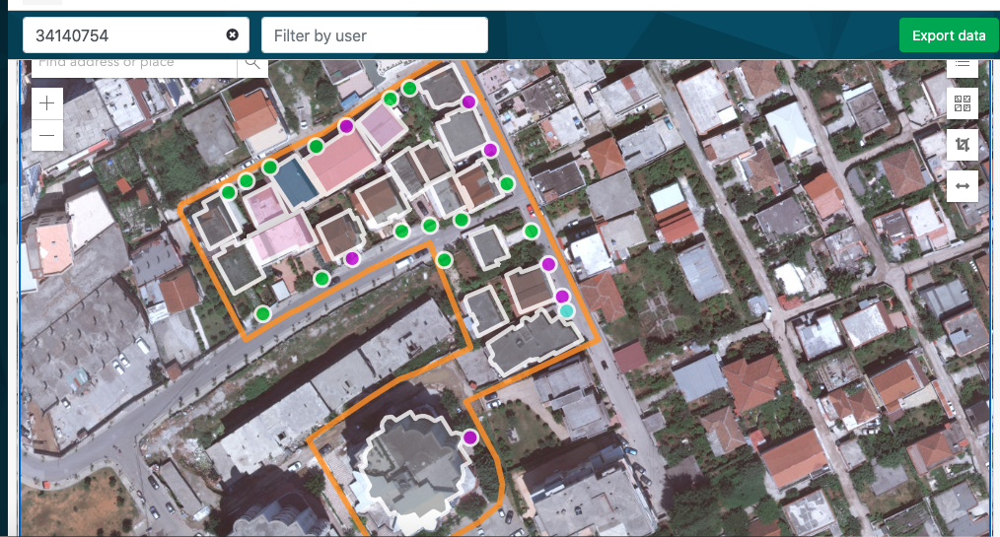 34140754
Filter by user
Export data
Find address or place